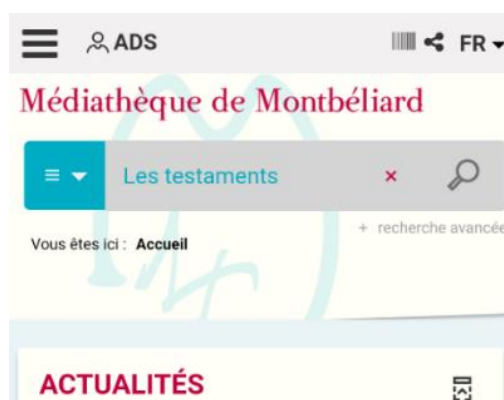 ADS FR
Médiathèque de Montbéliard
Les testaments ×
+ recherche avancée
Vous êtes ici : Accueil
ACTUALITÉS